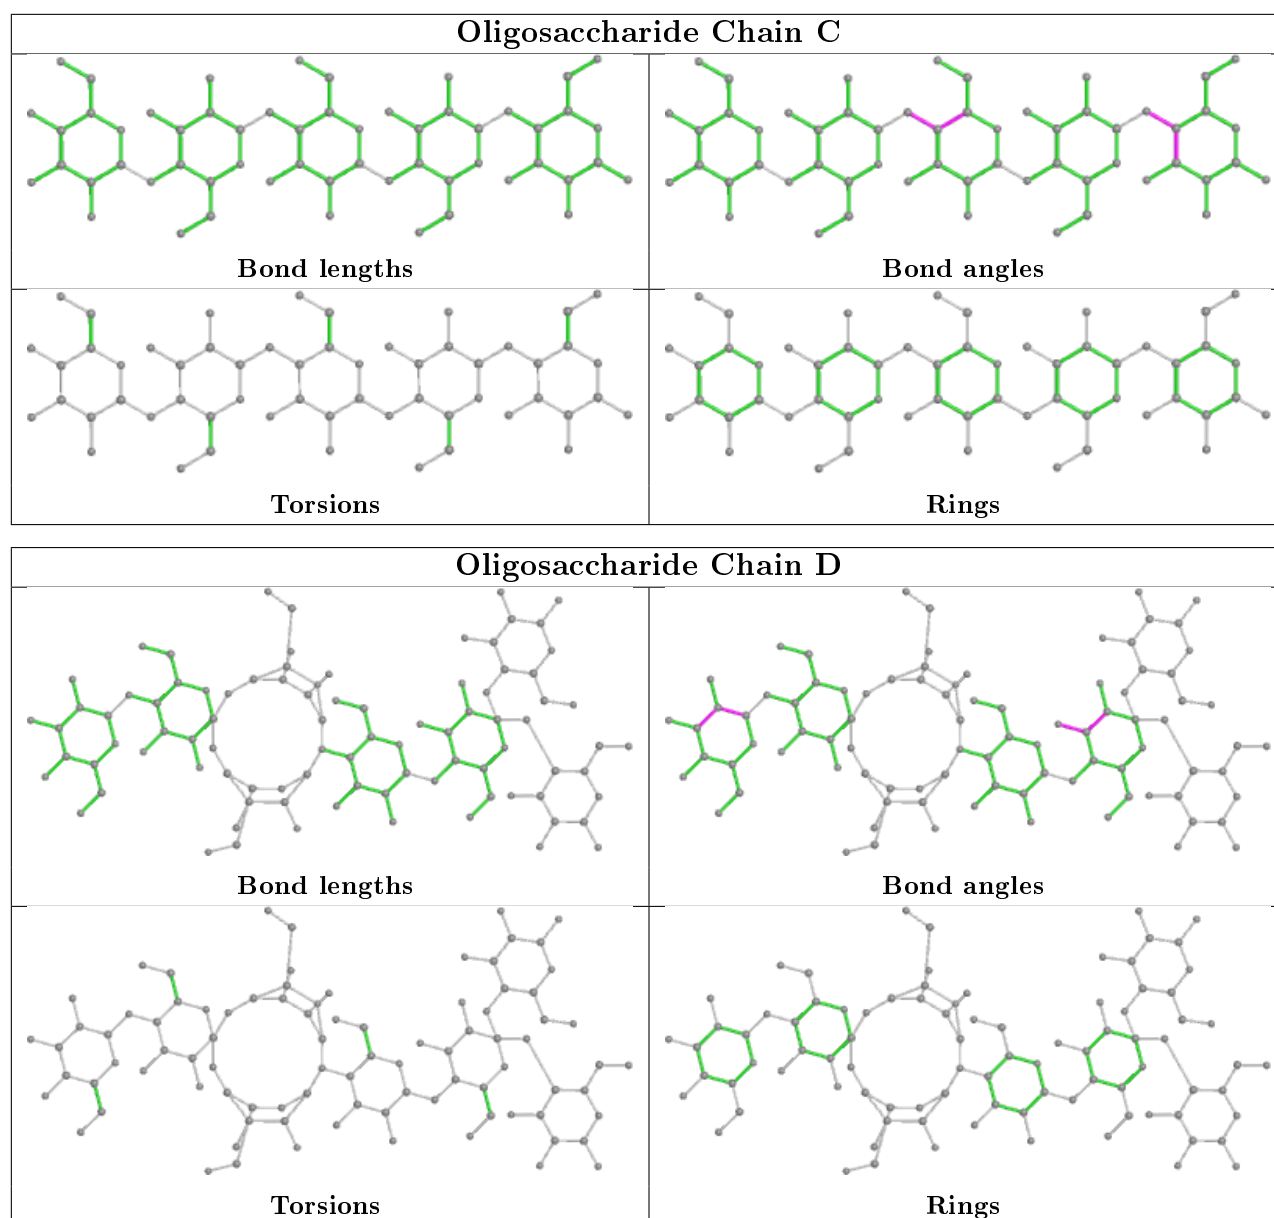 Oligosaccharide Chain C
Bond lengths
Bond angles
Torsions
Rings
Oligosaccharide Chain D
Bond lengths
Bond angles
Torsions
Rings